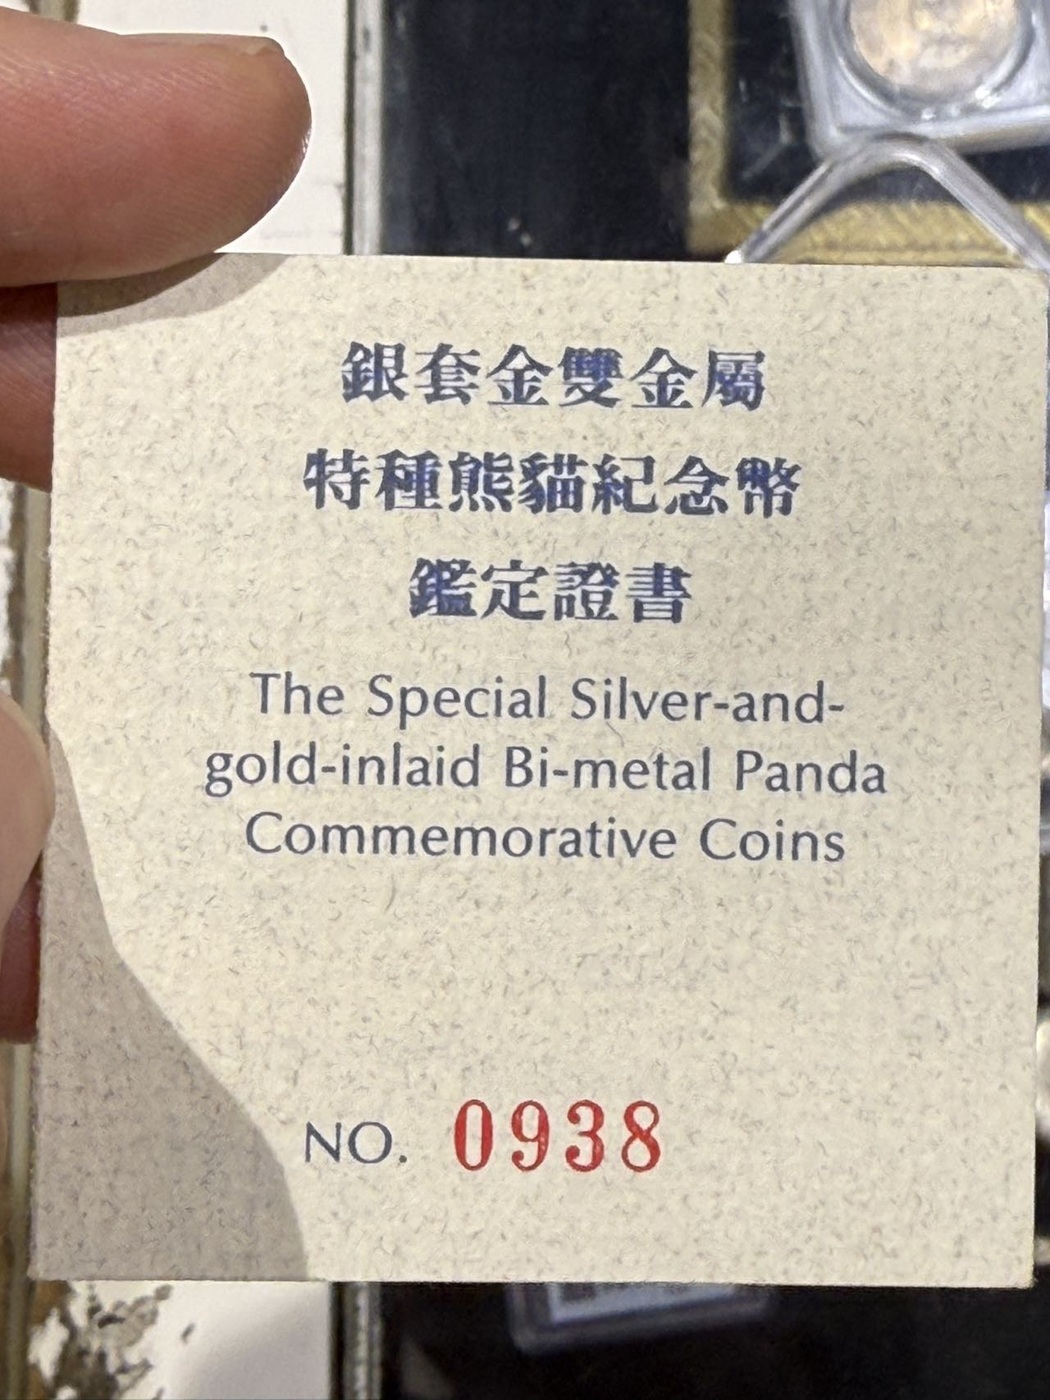 銀套金雙金屬
特種熊貓紀念幣
鑑定證書
The Special Silver-and-
gold-inlaid Bi-metal Panda
Commemorative Coins
NO. 0938